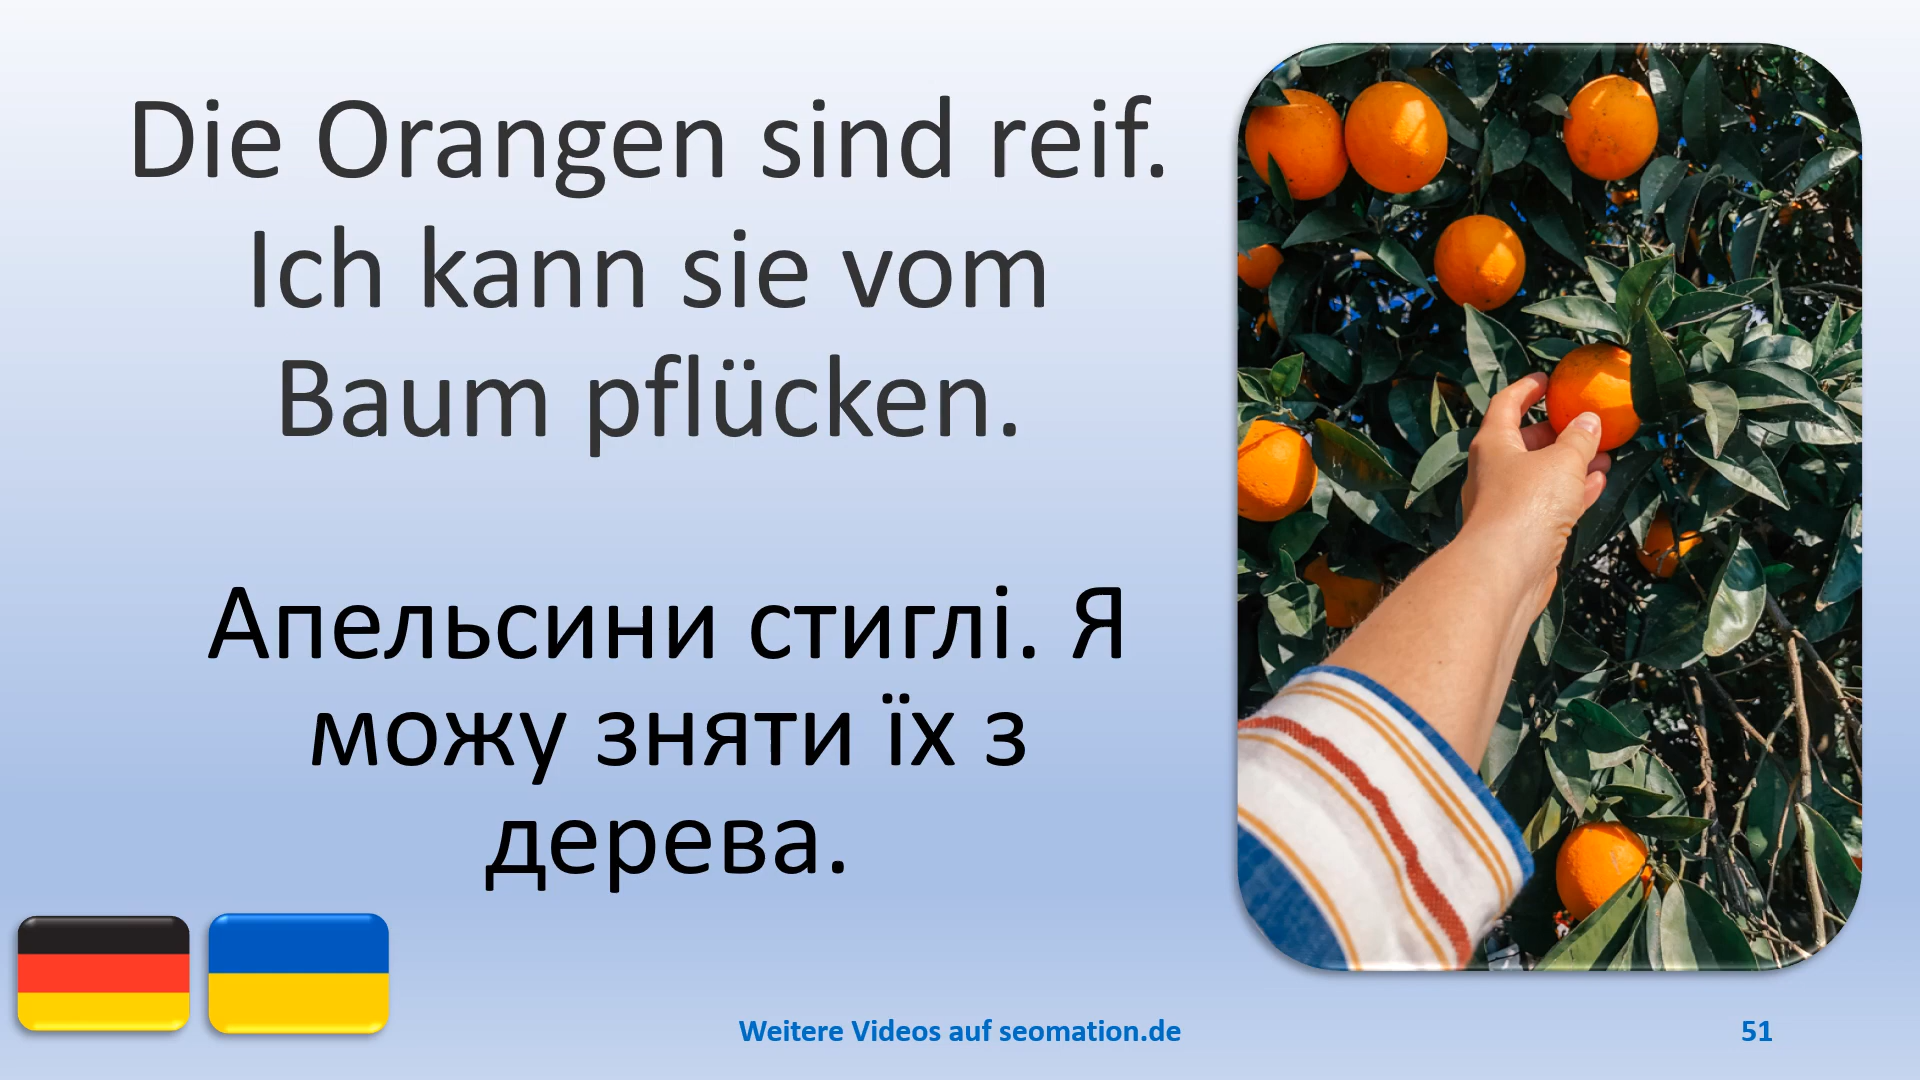 Die Orangen sind reif.
Ich kann sie vom
Baum pflücken.
Апельсини стиглі. Я
можу зняти їх з
дерева.
Weitere Videos auf seomation.de
51